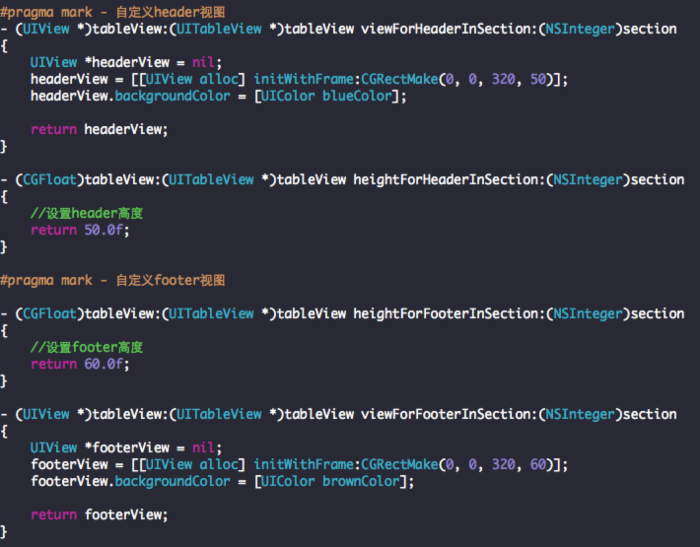 #pragma mark - 自定义header视图
- (UIView *)tableView:(UITableView *)tableView viewForHeaderInSection:(NSInteger)section
{
    UIView *headerView = nil;
    headerView = [[UIView alloc] initWithFrame:CGRectMake(0, 0, 320, 50)];
    headerView.backgroundColor = [UIColor blueColor];

    return headerView;
}

- (CGFloat)tableView:(UITableView *)tableView heightForHeaderInSection:(NSInteger)section
{
    //设置header高度
    return 50.0f;
}

#pragma mark - 自定义footer视图

- (CGFloat)tableView:(UITableView *)tableView heightForFooterInSection:(NSInteger)section
{
    //设置footer高度
    return 60.0f;
}

- (UIView *)tableView:(UITableView *)tableView viewForFooterInSection:(NSInteger)section
{
    UIView *footerView = nil;
    footerView = [[UIView alloc] initWithFrame:CGRectMake(0, 0, 320, 60)];
    footerView.backgroundColor = [UIColor brownColor];

    return footerView;
}